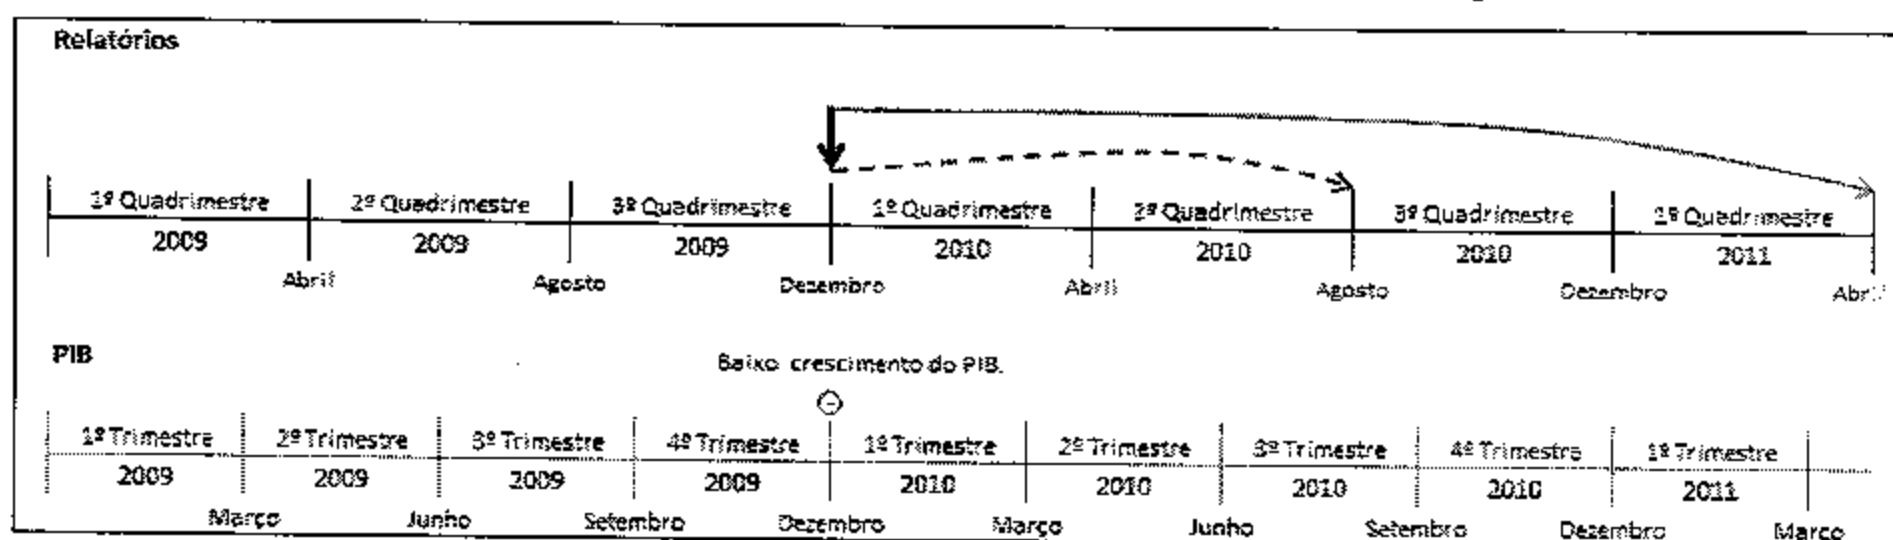 Relatórios
1º Quadrimestre 2º Quadrimestre 3º Quadrimestre 1º Quadrimestre 2º Quadrimestre 3º Quadrimestre 1º Quadrimestre
2009 2009 2009 2010 2010 2010 2011
Abril Agosto Dezembro Abril Agosto Dezembro Abril
PIB
Baixo crescimento do PIB.
-
1º Trimestre 2º Trimestre 3º Trimestre 4º Trimestre 1º Trimestre 2º Trimestre 3º Trimestre 4º Trimestre 1º Trimestre
2009 2009 2009 2009 2010 2010 2010 2010 2011
Março Junho Setembro Dezembro Março Junho Setembro Dezembro Março